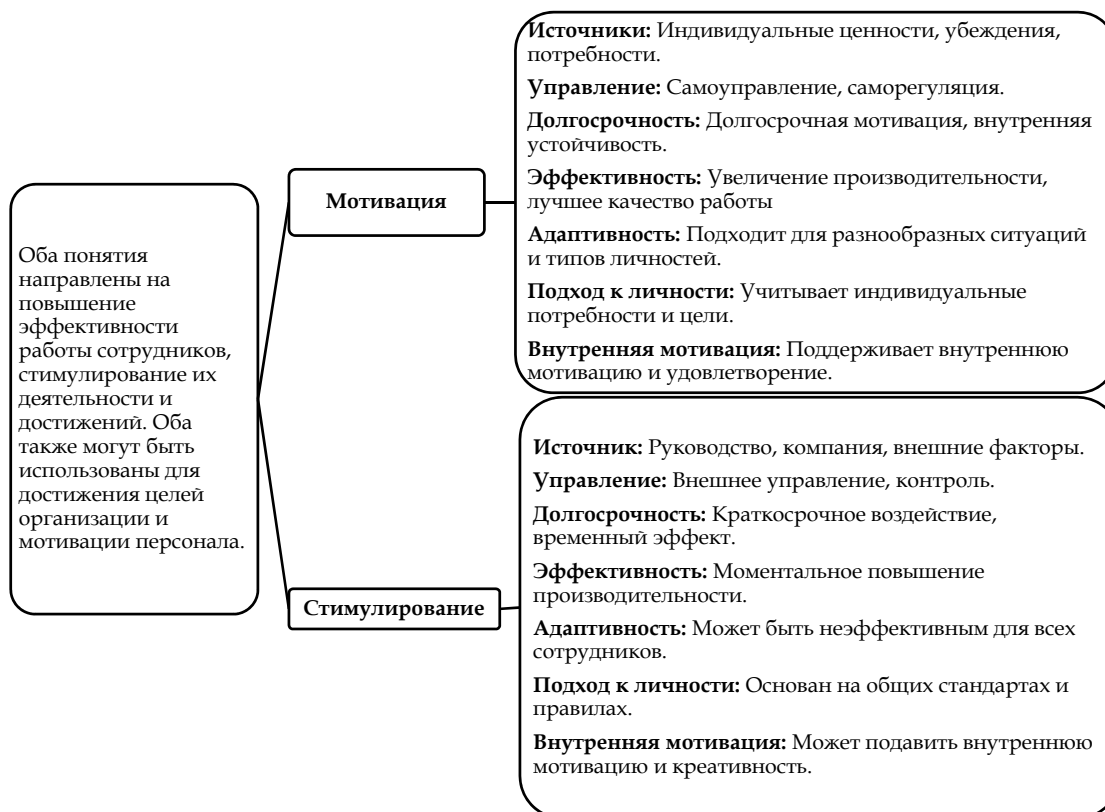 Оба понятия
направлены на
повышение
эффективности
работы сотрудников,
стимулирование их
деятельности и
достижений. Оба
также могут быть
использованы для
достижения целей
организации и
мотивации персонала.
Мотивация
Источники: Индивидуальные ценности, убеждения,
потребности.
Управление: Самоуправление, саморегуляция.
Долгосрочность: Долгосрочная мотивация, внутренняя
устойчивость.
Эффективность: Увеличение производительности,
лучшее качество работы
Адаптивность: Подходит для разнообразных ситуаций
и типов личностей.
Подход к личности: Учитывает индивидуальные
потребности и цели.
Внутренняя мотивация: Поддерживает внутреннюю
мотивацию и удовлетворение.
Стимулирование
Источник: Руководство, компания, внешние факторы.
Управление: Внешнее управление, контроль.
Долгосрочность: Краткосрочное воздействие,
временный эффект.
Эффективность: Моментальное повышение
производительности.
Адаптивность: Может быть неэффективным для всех
сотрудников.
Подход к личности: Основан на общих стандартах и
правилах.
Внутренняя мотивация: Может подавить внутреннюю
мотивацию и креативность.